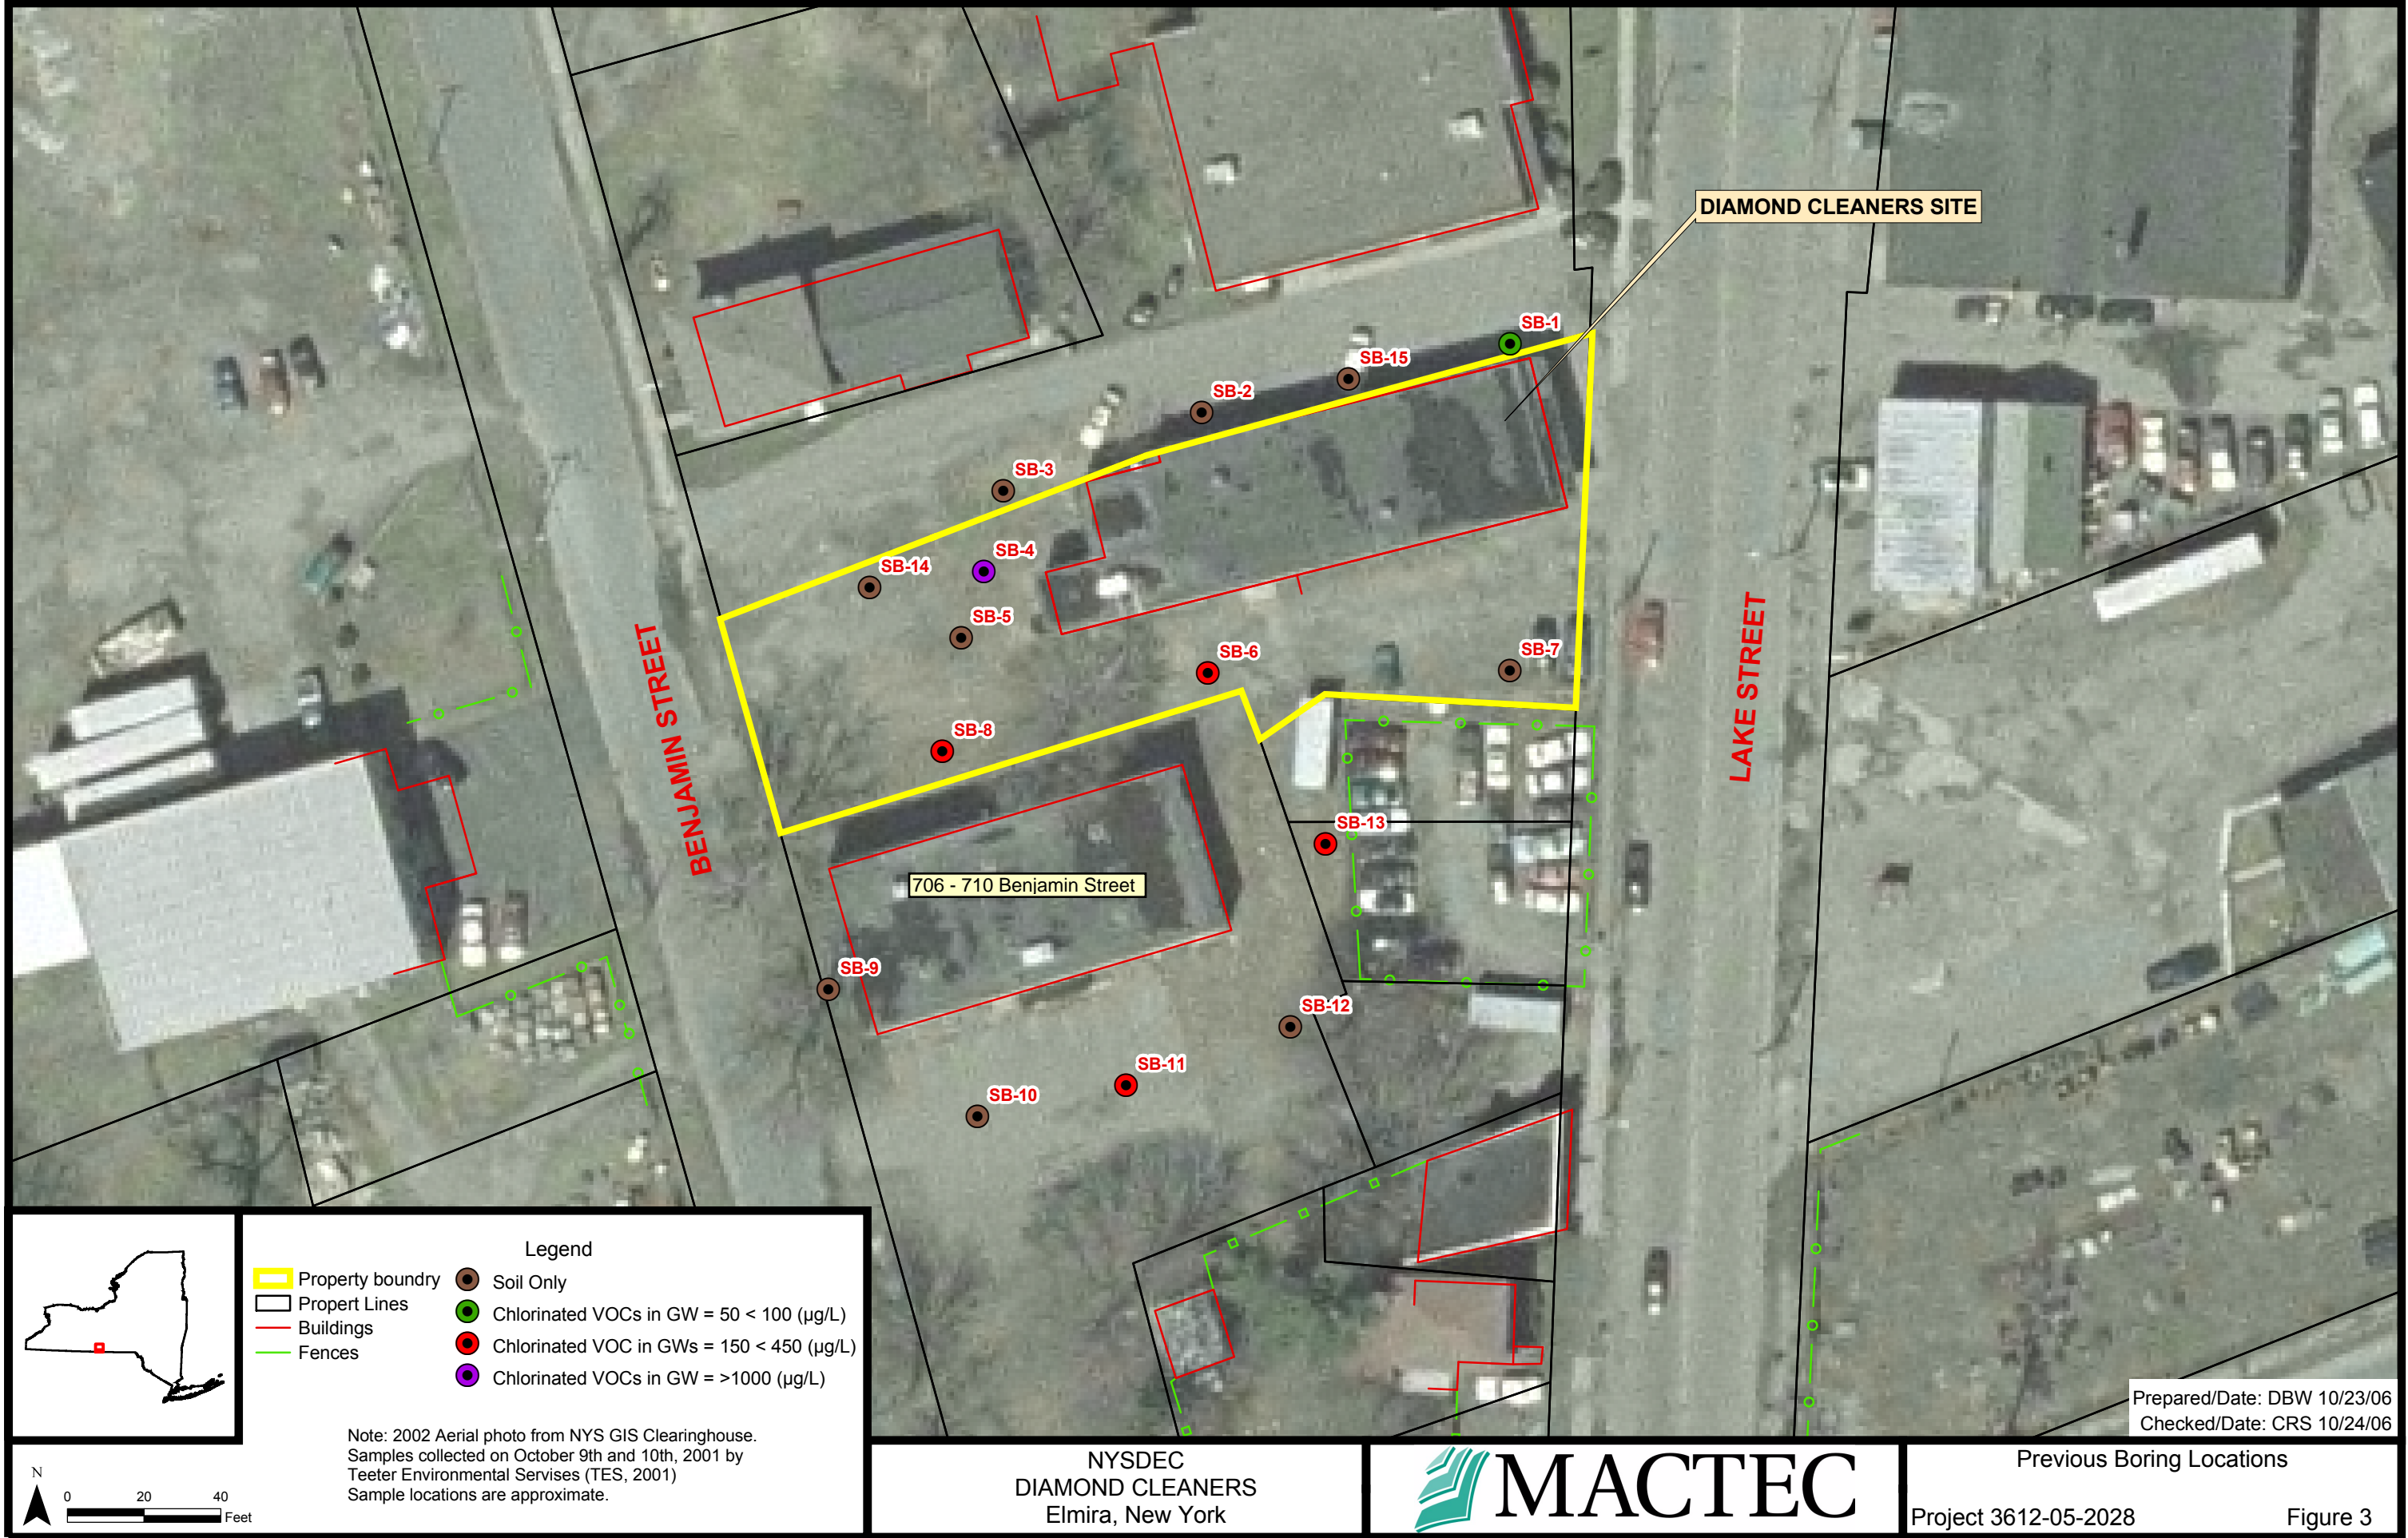 DIAMOND CLEANERS SITE
SB-1
SB-15
SB-2
SB-3
SB-4
SB-14
SB-5
SB-6
SB-7
SB-8
BENJAMIN STREET
LAKE STREET
SB-13
706 - 710 Benjamin Street
SB-9
SB-12
SB-11
SB-10
Legend
Property boundry
Propert Lines
Buildings
Fences
Soil Only
Chlorinated VOCs in GW = 50 < 100 (µg/L)
Chlorinated VOC in GWs = 150 < 450 (µg/L)
Chlorinated VOCs in GW = >1000 (µg/L)
Note: 2002 Aerial photo from NYS GIS Clearinghouse.
Samples collected on October 9th and 10th, 2001 by
Teeter Environmental Servises (TES, 2001)
Sample locations are approximate.
N
0 20 40
Feet
Prepared/Date: DBW 10/23/06
Checked/Date: CRS 10/24/06
NYSDEC
DIAMOND CLEANERS
Elmira, New York
MACTEC
Previous Boring Locations
Project 3612-05-2028 Figure 3